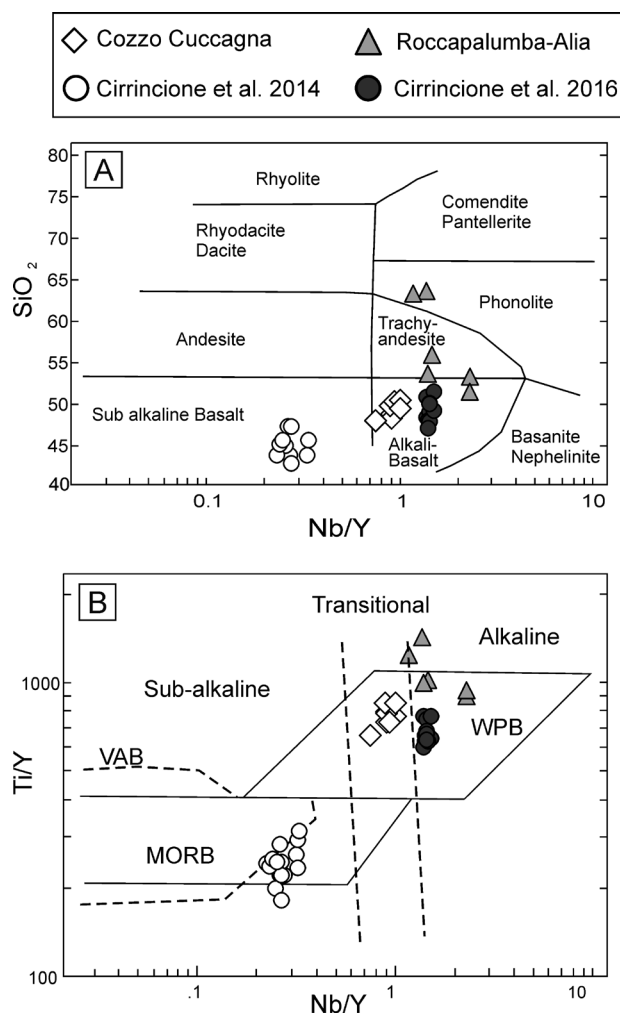 Cozzo Cuccagna
Roccapalumba-Alia
Cirrincione et al. 2014
Cirrincione et al. 2016
A
80
75
70
65
60
55
50
45
40
SiO2
Rhyolite
Comendite
Pantellerite
Rhyodacite
Dacite
Phonolite
Andesite
Trachy-
andesite
Sub alkaline Basalt
Alkali-
Basalt
Basanite
Nephelinite
0.1
1
10
Nb/Y
B
Transitional
Alkaline
Sub-alkaline
1000
WPB
VAB
Ti/Y
MORB
100
.1
1
10
Nb/Y